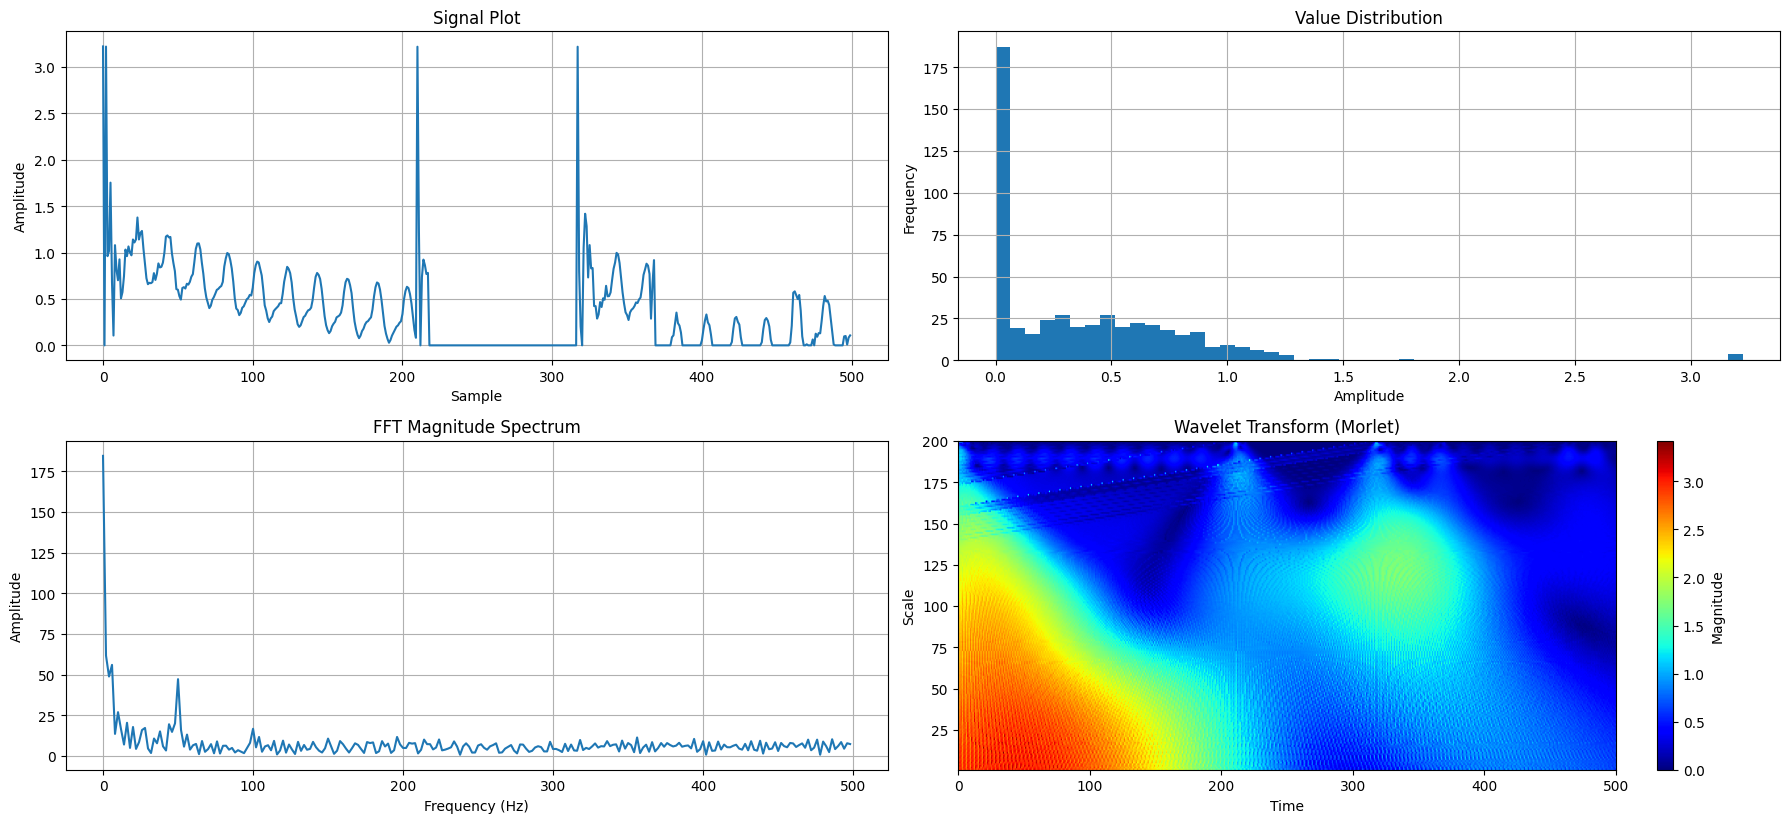 Signal Plot
Amplitude
3.0
2.5
2.0
1.5
1.0
0.5
0.0
0 100 200 300 400 500
Sample
Value Distribution
Frequency
175
150
125
100
75
50
25
0
0.0 0.5 1.0 1.5 2.0 2.5 3.0
Amplitude
FFT Magnitude Spectrum
Amplitude
175
150
125
100
75
50
25
0
0 100 200 300 400 500
Frequency (Hz)
Wavelet Transform (Morlet)
Scale
200
175
150
125
100
75
50
25
0 100 200 300 400 500
Time
3.0
2.5
2.0
1.5
1.0
0.5
0.0
Magnitude